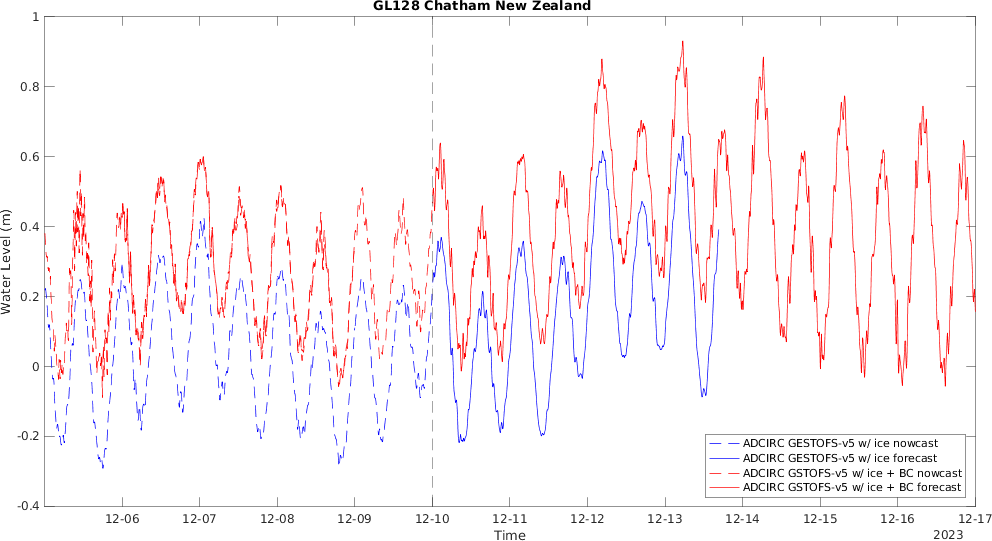 GL128 Chatham New Zealand
1
0.8
0.6
0.4
0.2
0
-0.2
-0.4
Water Level (m)
ADCIRC GESTOFS-v5 w/ ice nowcast
ADCIRC GESTOFS-v5 w/ ice forecast
ADCIRC GSTOFS-v5 w/ ice + BC nowcast
ADCIRC GSTOFS-v5 w/ ice + BC forecast
12-06 12-07 12-08 12-09 12-10 12-11 12-12 12-13 12-14 12-15 12-16 12-17
Time
2023